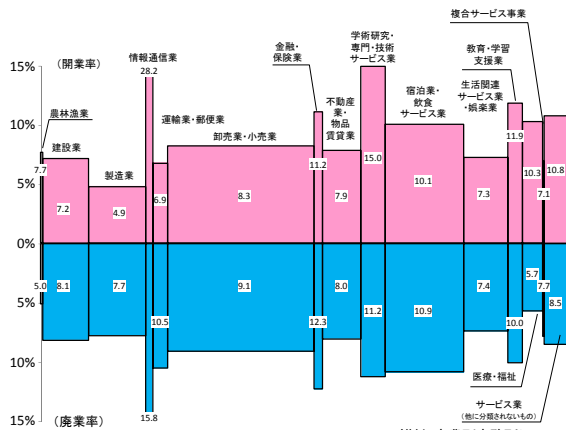 複合サービス事業
(開業率)
学術研究・
専門・技術
サービス業
教育・学習
支援業
金融・
保険業
情報通信業
生活関連
サービス業
・娯楽業
宿泊業・
飲食
サービス業
不動産
業・物品
賃貸業
農林漁業
運輸業・郵便業
卸売業・小売業
建設業
製造業
15%
10%
5%
0%
5%
10%
15%
7.7
7.2
4.9
28.2
6.9
8.3
11.2
7.9
15.0
10.1
7.3
11.9
10.3
7.1
10.8
5.0
8.1
7.7
15.8
10.5
9.1
12.3
8.0
11.2
10.9
7.4
10.0
5.7
7.7
8.5
医療・福祉
サービス業
(他に分類されないもの)
(廃業率)